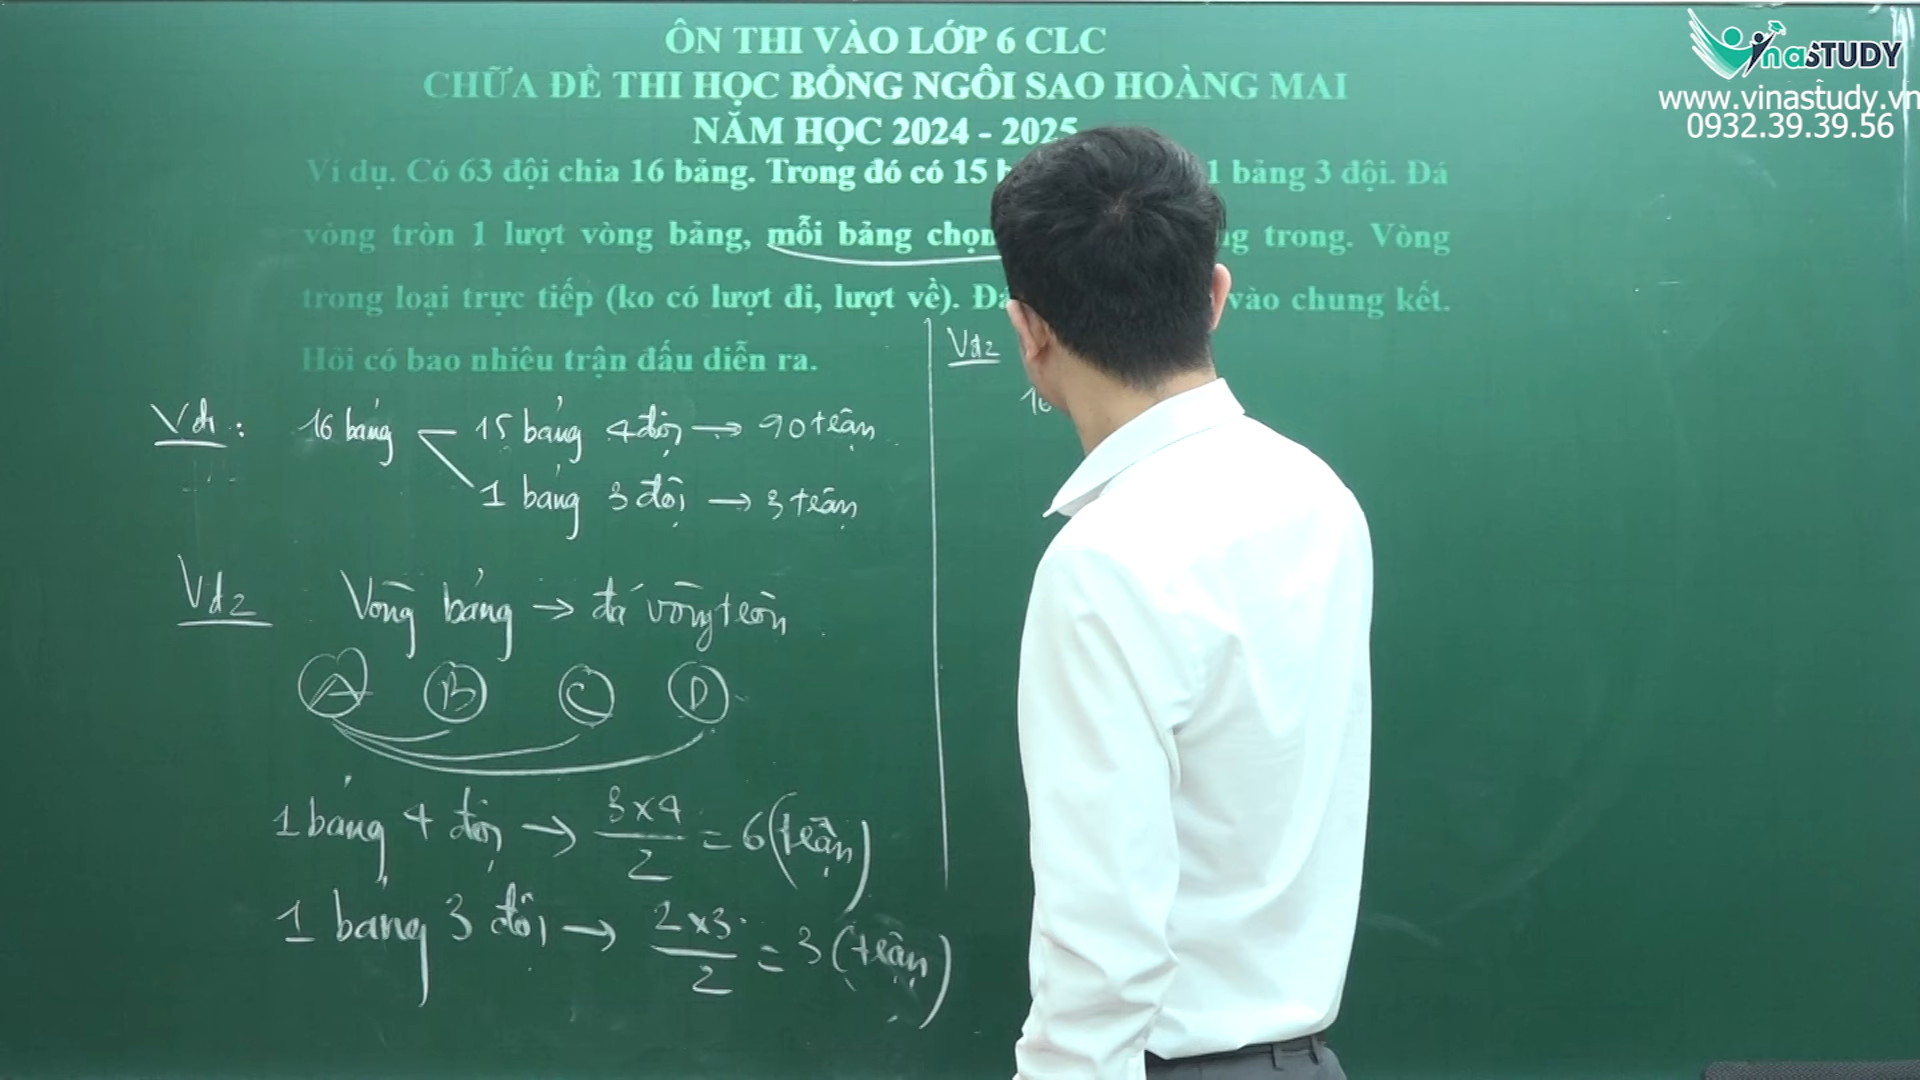 ÔN THI VÀO LỚP 6 CLC
CHỮA ĐỀ THI HỌC BỔNG NGÔI SAO HOÀNG MAI
NĂM HỌC 2024 - 2025
VinaSTUDY
www.vinastudy.vn
0932.39.39.56
Ví dụ. Có 63 đội chia 16 bảng. Trong đó có 15 1 bảng 3 đội. Đá
vòng tròn 1 lượt vòng bảng, mỗi bảng chọn trong. Vòng
trong loại trực tiếp (ko có lượt đi, lượt về). vào chung kết.
Hỏi có bao nhiêu trận đấu diễn ra.
Vd1: 16 bảng 15 bảng 4 đội → 90 trận
1 bảng 3 đội → 3 trận
Vd2 Vòng bảng → đá vòng tròn
A B C D
1 bảng 4 đội → 3x4/2 = 6 (trận)
1 bảng 3 đội → 2x3/2 = 3 (trận)
Vd2